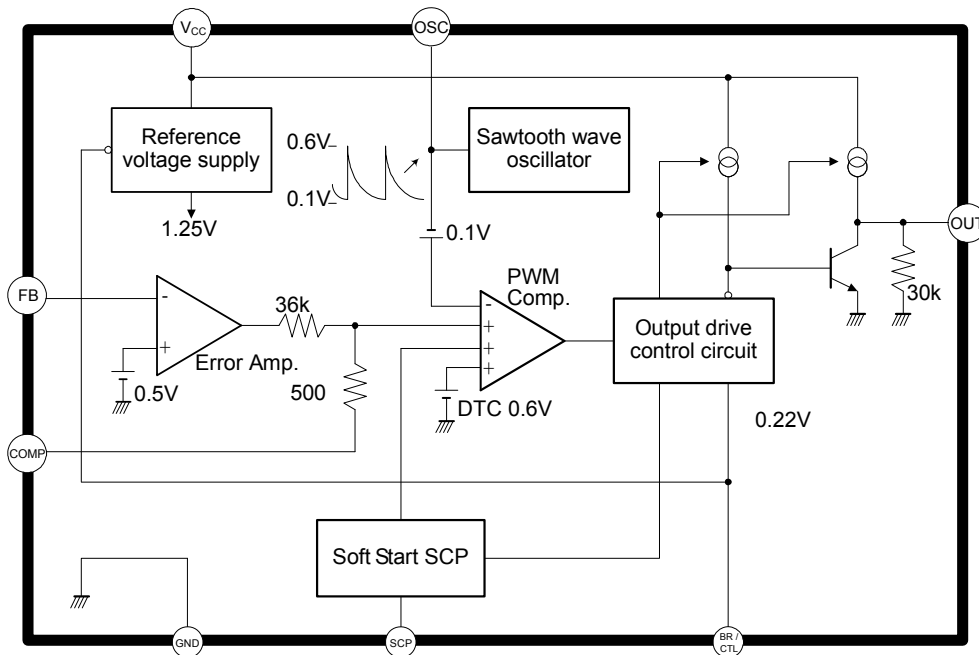 VCC
OSC
Reference
voltage supply
0.6V
0.1V
Sawtooth wave
oscillator
1.25V
0.1V
OUT
FB
-
+
0.5V
Error Amp.
36k
500
PWM
Comp.
-
+
+
+
DTC 0.6V
Output drive
control circuit
30k
0.22V
COMP
Soft Start SCP
GND
SCP
BR /
CTL